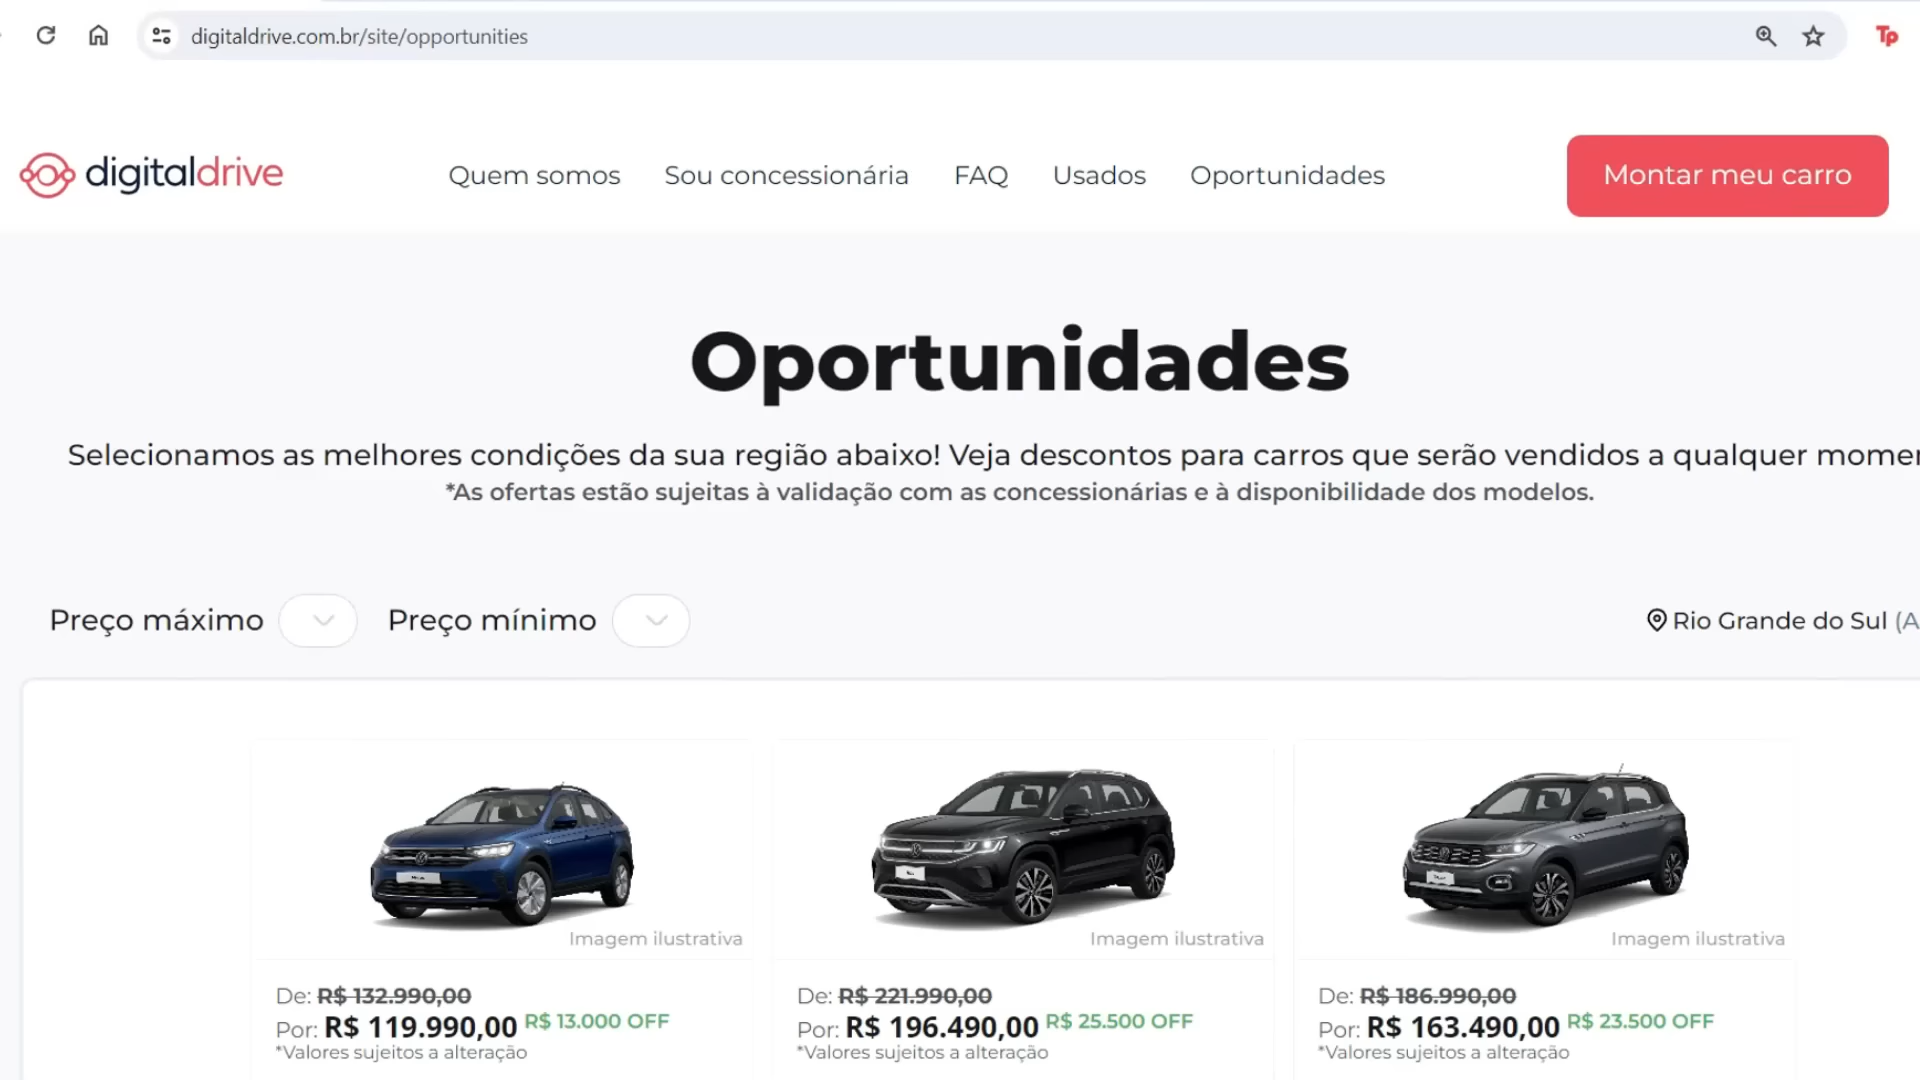 digitaldrive.com.br/site/opportunities
Tp
digitaldrive
Quem somos
Sou concessionária
FAQ
Usados
Oportunidades
Montar meu carro
Oportunidades
Selecionamos as melhores condições da sua região abaixo! Veja descontos para carros que serão vendidos a qualquer momen
*As ofertas estão sujeitas à validação com as concessionárias e à disponibilidade dos modelos.
Preço máximo
Preço mínimo
Rio Grande do Sul (A
Imagem ilustrativa
Imagem ilustrativa
Imagem ilustrativa
De: R$ 132.990,00
Por: R$ 119.990,00 R$ 13.000 OFF
*Valores sujeitos a alteração
De: R$ 221.990,00
Por: R$ 196.490,00 R$ 25.500 OFF
*Valores sujeitos a alteração
De: R$ 186.990,00
Por: R$ 163.490,00 R$ 23.500 OFF
*Valores sujeitos a alteração